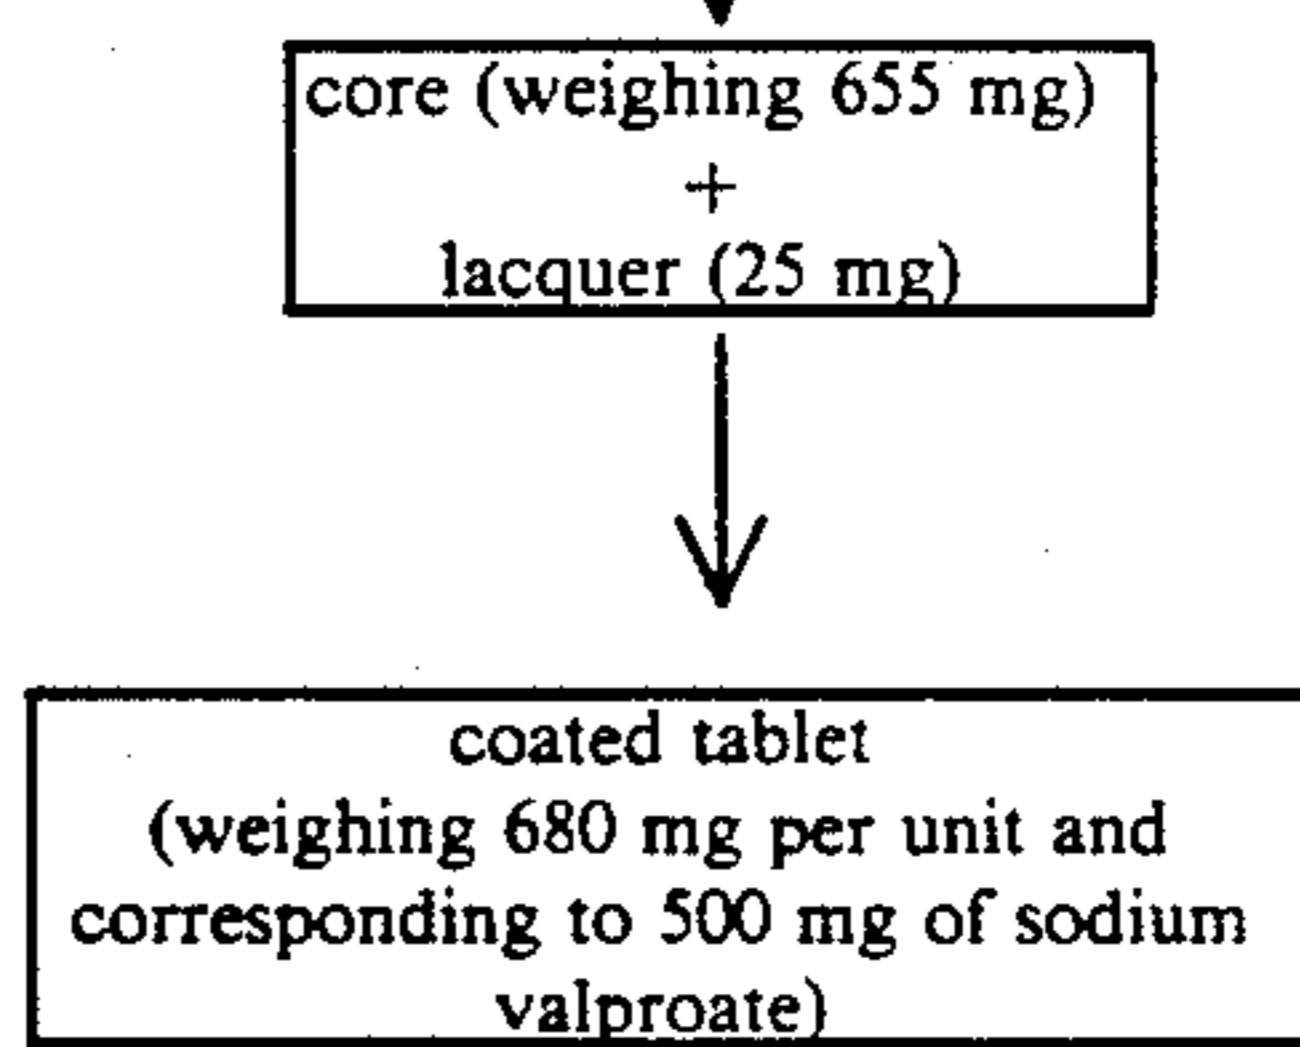 core (weighing 655 mg)
+
lacquer (25 mg)
coated tablet
(weighing 680 mg per unit and
corresponding to 500 mg of sodium
valproate)